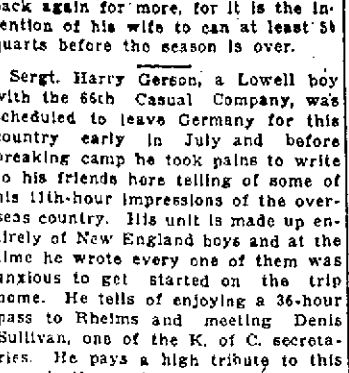 back again for more, for it is the in-
ention of his wife to can at least 5
quarts before the season is over.
Sergt. Harry Gerson, a Lowell boy
with the 66th Casual Company, was
scheduled to leave Germany for this
country early in July and before
breaking camp he took pains to write
to his friends here telling of some of
his 11th-hour impressions of the over-
seas country. His unit is made up en-
tirely of New England boys and at the
time he wrote every one of them was
anxious to get started on the trip
home. He tells of enjoying a 36-hour
pass to Rheims and meeting Denis
Sullivan, one of the K. of C. secreta-
ries. He pays a high tribute to this